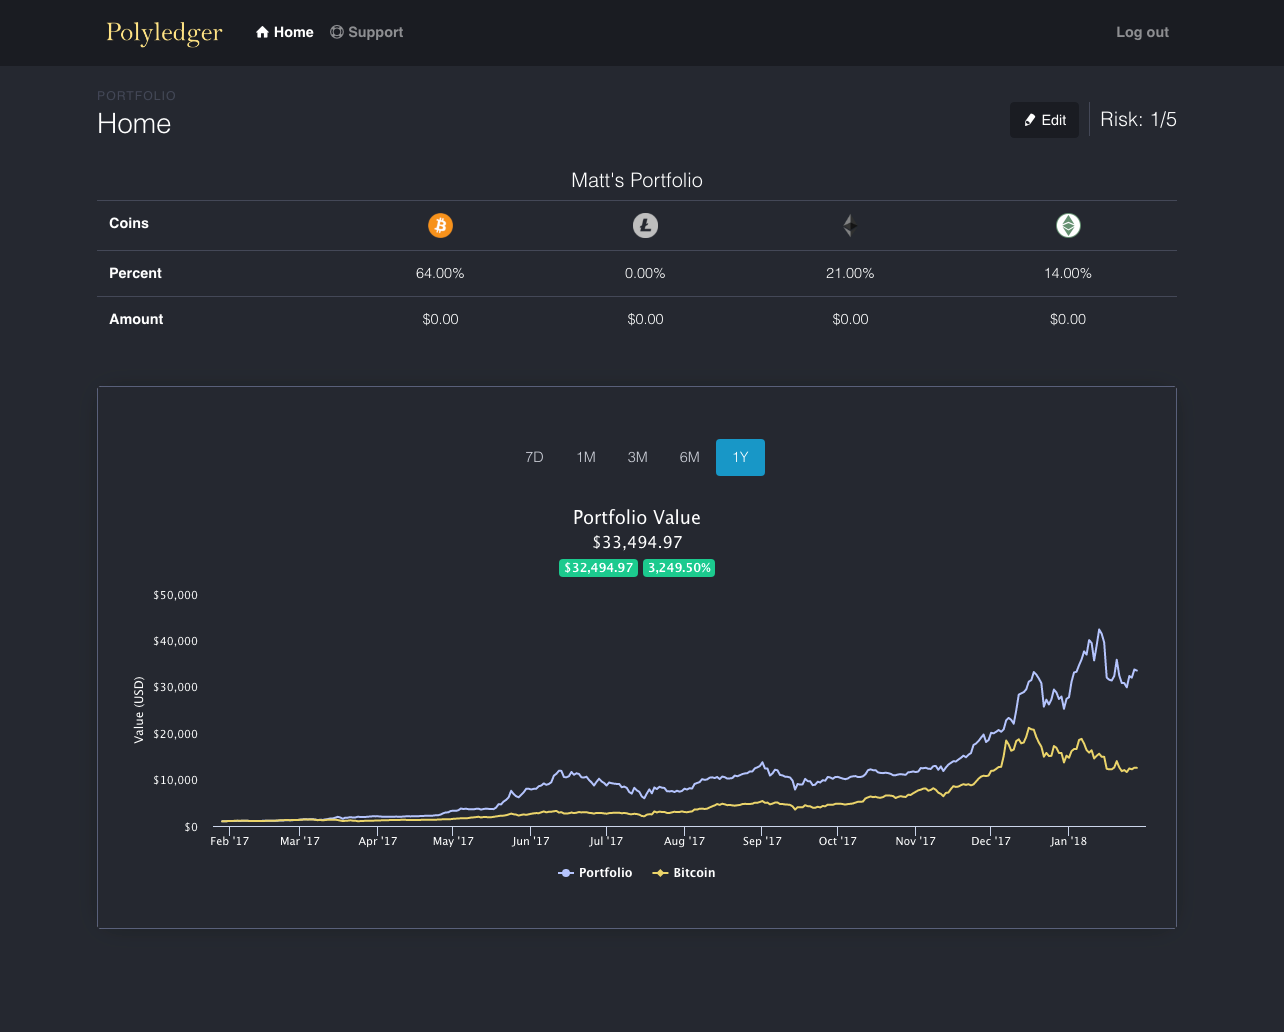 Polyledger Home Support Log out
PORTFOLIO
Home
Edit Risk: 1/5
Matt's Portfolio
Coins
Percent 64.00% 0.00% 21.00% 14.00%
Amount $0.00 $0.00 $0.00 $0.00
7D 1M 3M 6M 1Y
Portfolio Value
$33,494.97
$32,494.97 3,249.50%
$50,000
$40,000
$30,000
$20,000
$10,000
$0
Value (USD)
Feb '17 Mar '17 Apr '17 May '17 Jun '17 Jul '17 Aug '17 Sep '17 Oct '17 Nov '17 Dec '17 Jan '18
Portfolio Bitcoin